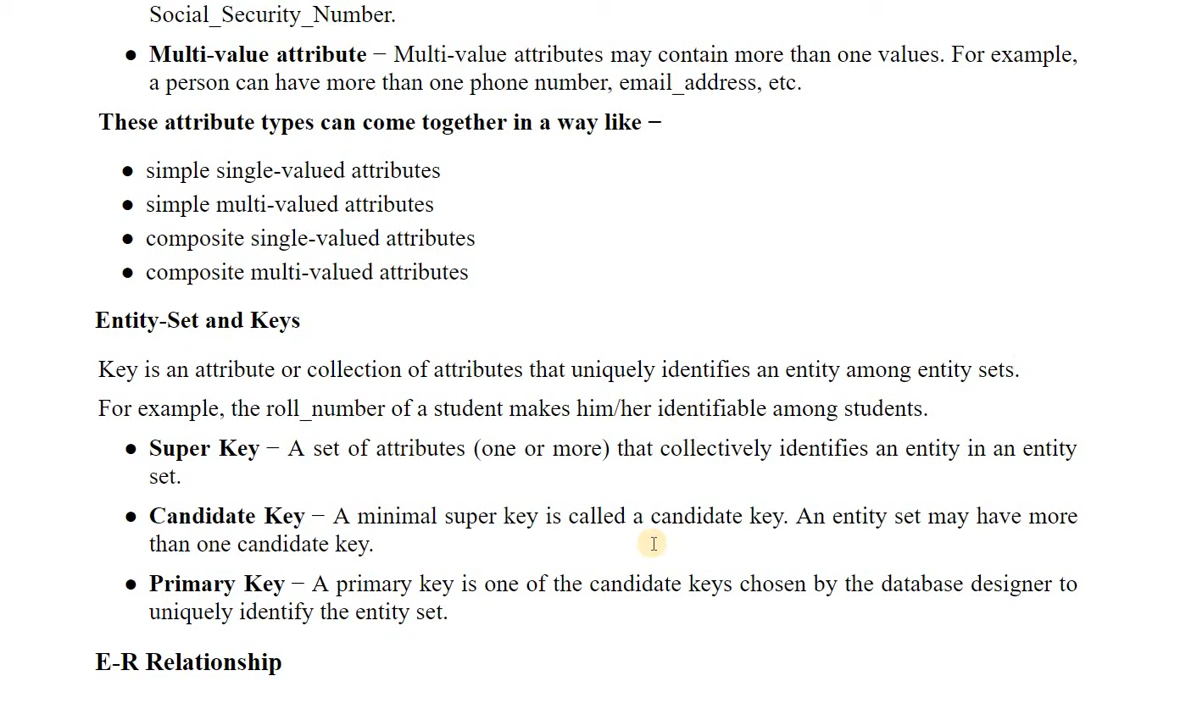 Social_Security_Number.
● Multi-value attribute − Multi-value attributes may contain more than one values. For example,
a person can have more than one phone number, email_address, etc.
These attribute types can come together in a way like −
● simple single-valued attributes
● simple multi-valued attributes
● composite single-valued attributes
● composite multi-valued attributes
Entity-Set and Keys
Key is an attribute or collection of attributes that uniquely identifies an entity among entity sets.
For example, the roll_number of a student makes him/her identifiable among students.
● Super Key − A set of attributes (one or more) that collectively identifies an entity in an entity
set.
● Candidate Key − A minimal super key is called a candidate key. An entity set may have more
than one candidate key.
● Primary Key − A primary key is one of the candidate keys chosen by the database designer to
uniquely identify the entity set.
E-R Relationship